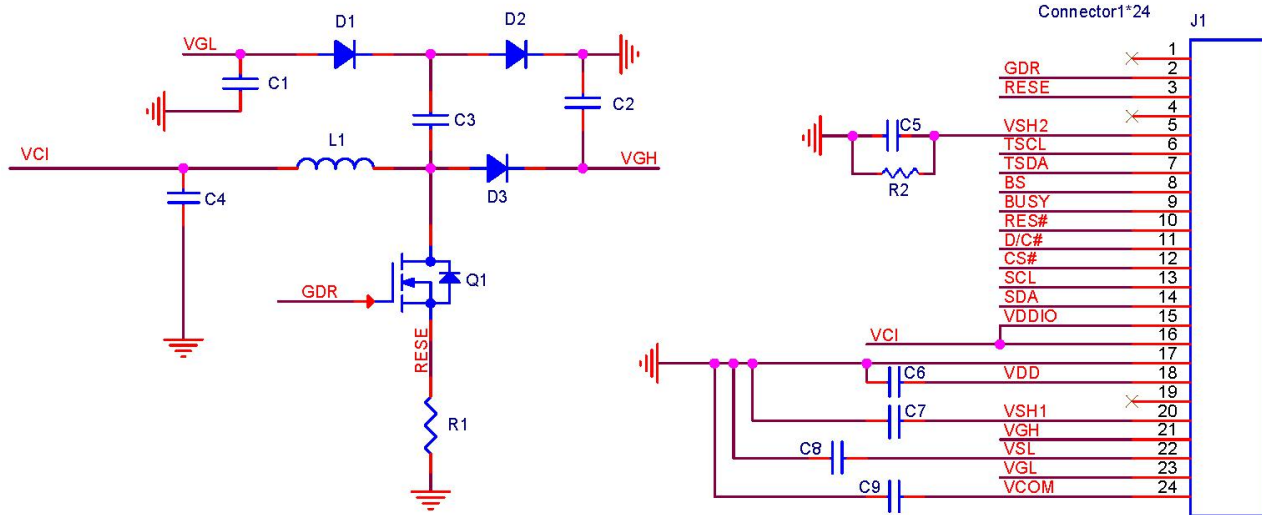 Connector1*24
J1
D1
D2
VGL
C1
C2
C3
VCI
L1
VGH
C4
D3
GDR
Q1
RESE
R1
1
GDR 2
RESE 3
4
C5 VSH2 5
R2
TSCL 6
TSDA 7
BS 8
BUSY 9
RES# 10
D/C# 11
CS# 12
SCL 13
SDA 14
VDDIO 15
VCI 16
17
C6 VDD 18
19
C7 VSH1 20
VGH 21
C8 VSL 22
VGL 23
C9 VCOM 24